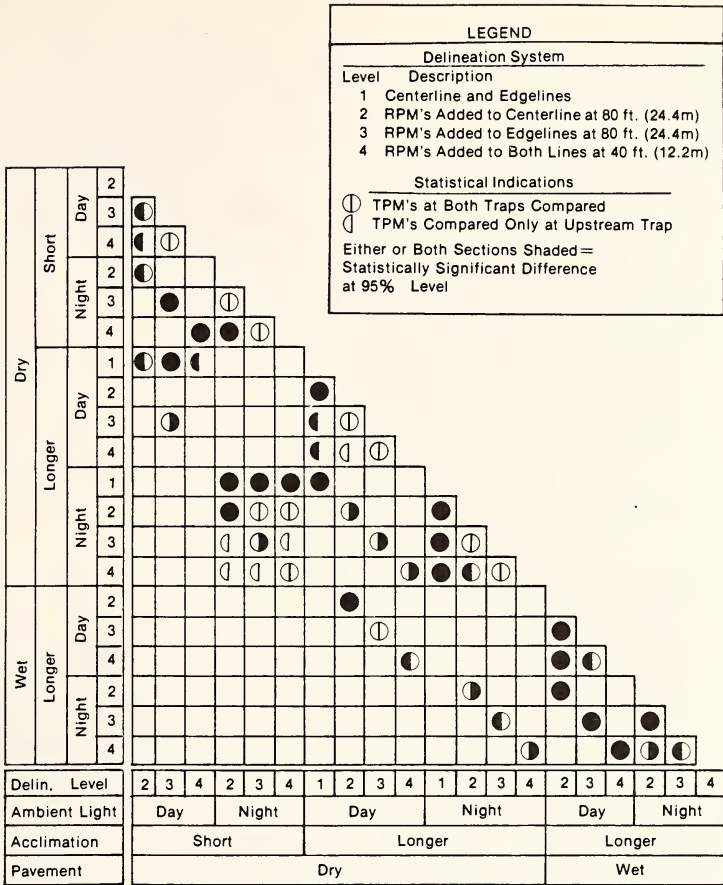 LEGEND
Delineation System
Level Description
1 Centerline and Edgelines
2 RPM's Added to Centerline at 80 ft. (24.4m)
3 RPM's Added to Edgelines at 80 ft. (24.4m)
4 RPM's Added to Both Lines at 40 ft. (12.2m)
Statistical Indications
TPM's at Both Traps Compared
TPM's Compared Only at Upstream Trap
Either or Both Sections Shaded=
Statistically Significant Difference
at 95% Level
Dry
Short
Day
2
3
4
Night
2
3
4
Longer
Day
1
2
3
4
Night
1
2
3
4
Wet
Longer
Day
2
3
4
Night
2
3
4
Delin. Level 2 3 4 2 3 4 1 2 3 4 1 2 3 4 2 3 4 2 3 4
Ambient Light Day Night Day Night Day Night
Acclimation Short Longer Longer
Pavement Dry Wet